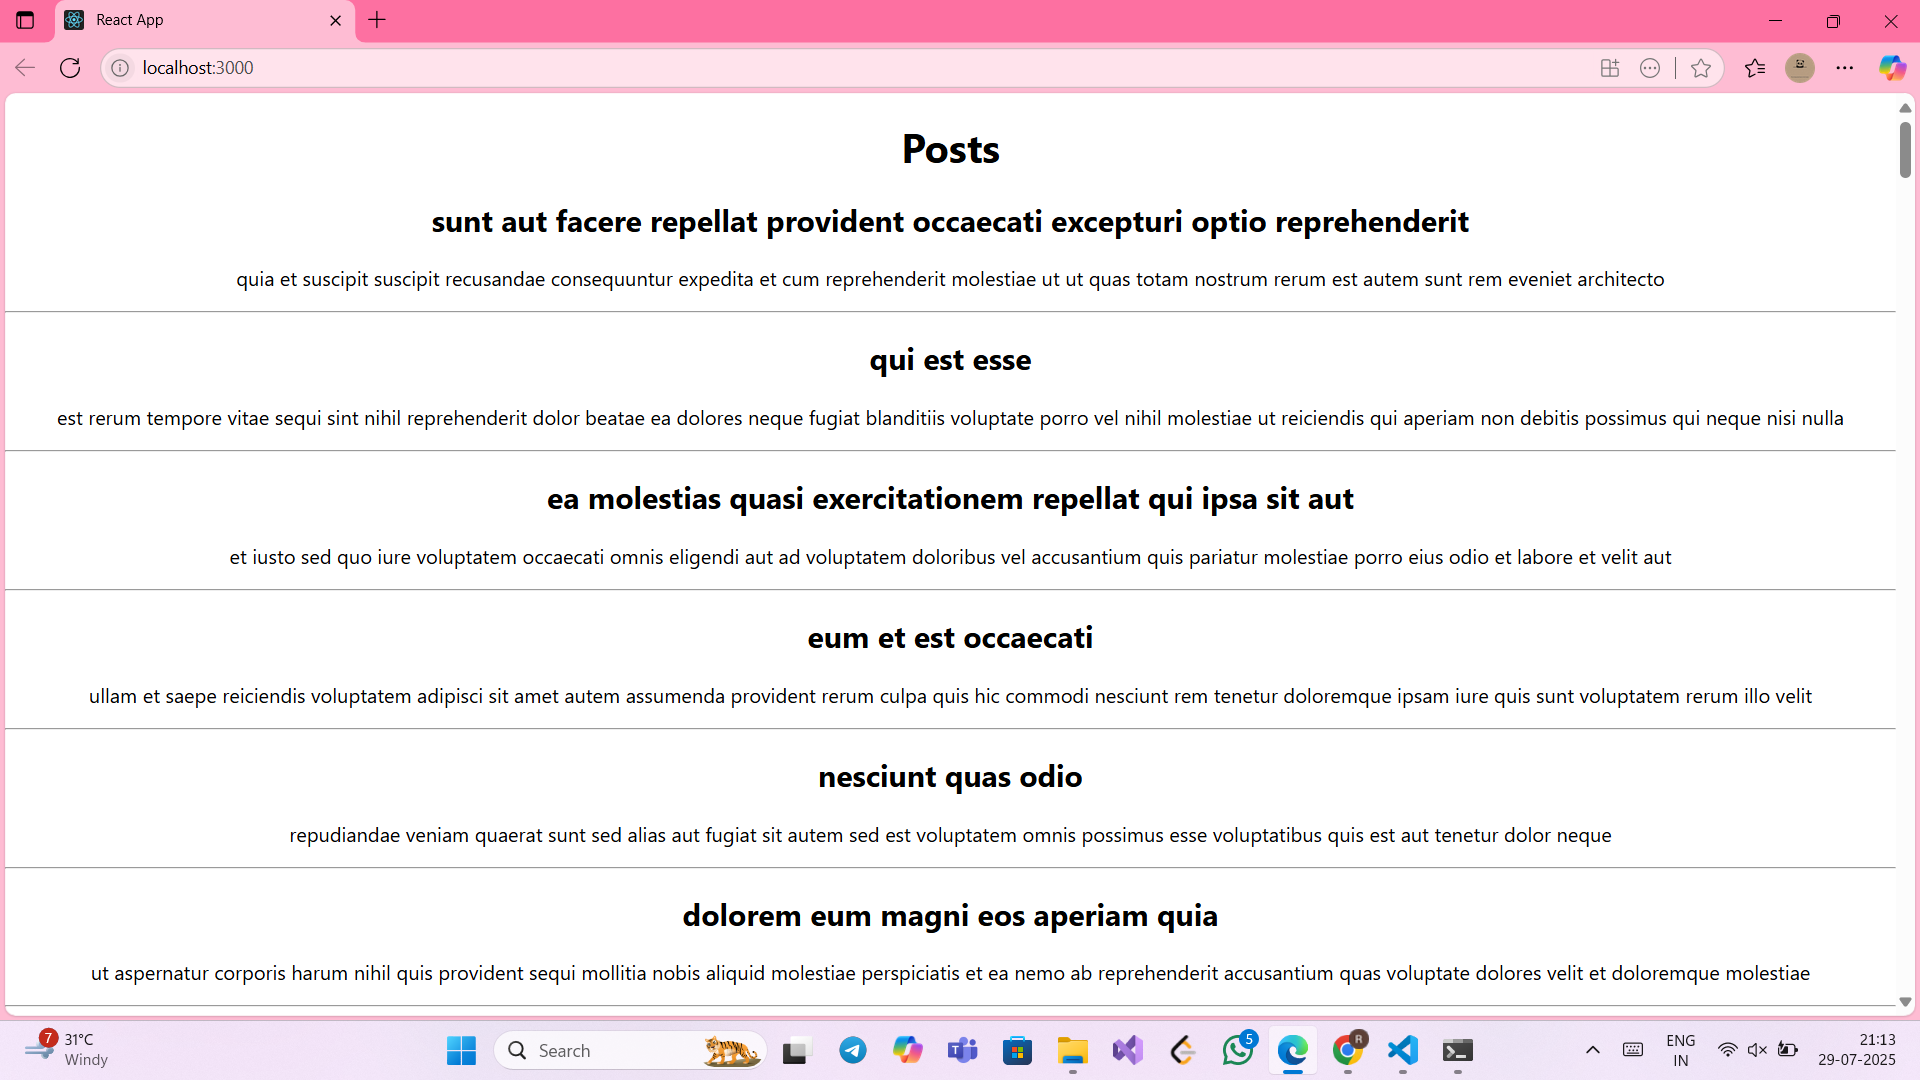 React App
localhost:3000
Posts
sunt aut facere repellat provident occaecati excepturi optio reprehenderit
quia et suscipit suscipit recusandae consequuntur expedita et cum reprehenderit molestiae ut ut quas totam nostrum rerum est autem sunt rem eveniet architecto
qui est esse
est rerum tempore vitae sequi sint nihil reprehenderit dolor beatae ea dolores neque fugiat blanditiis voluptate porro vel nihil molestiae ut reiciendis qui aperiam non debitis possimus qui neque nisi nulla
ea molestias quasi exercitationem repellat qui ipsa sit aut
et iusto sed quo iure voluptatem occaecati omnis eligendi aut ad voluptatem doloribus vel accusantium quis pariatur molestiae porro eius odio et labore et velit aut
eum et est occaecati
ullam et saepe reiciendis voluptatem adipisci sit amet autem assumenda provident rerum culpa quis hic commodi nesciunt rem tenetur doloremque ipsam iure quis sunt voluptatem rerum illo velit
nesciunt quas odio
repudiandae veniam quaerat sunt sed alias aut fugiat sit autem sed est voluptatem omnis possimus esse voluptatibus quis est aut tenetur dolor neque
dolorem eum magni eos aperiam quia
ut aspernatur corporis harum nihil quis provident sequi mollitia nobis aliquid molestiae perspiciatis et ea nemo ab reprehenderit accusantium quas voluptate dolores velit et doloremque molestiae
7
31°C
Windy
Search
5
R
ENG
IN
21:13
29-07-2025